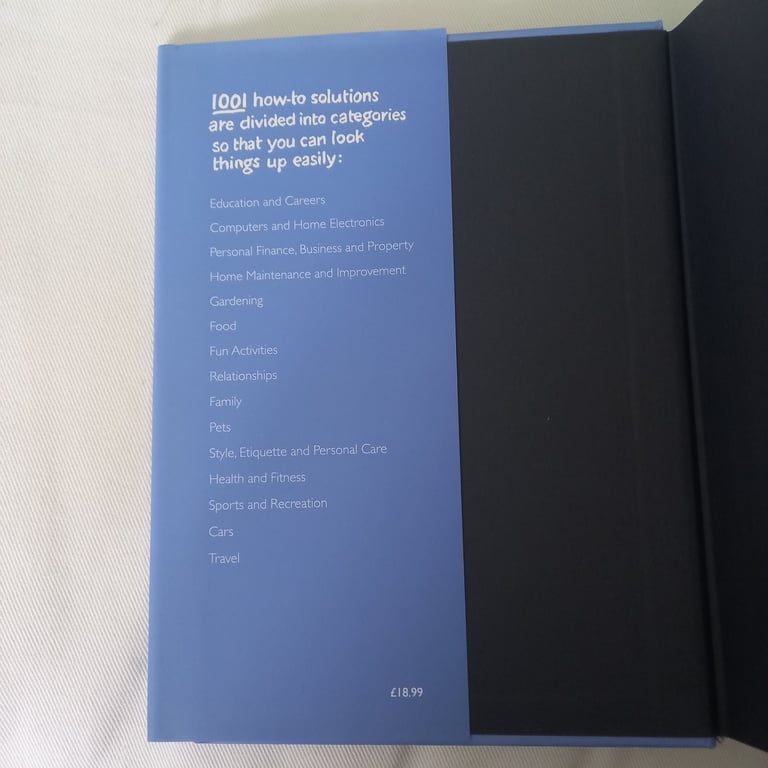 1001 how-to solutions
are divided into categories
so that you can look
things up easily:
Education and Careers
Computers and Home Electronics
Personal Finance, Business and Property
Home Maintenance and Improvement
Gardening
Food
Fun Activities
Relationships
Family
Pets
Style, Etiquette and Personal Care
Health and Fitness
Sports and Recreation
Cars
Travel
£18.99